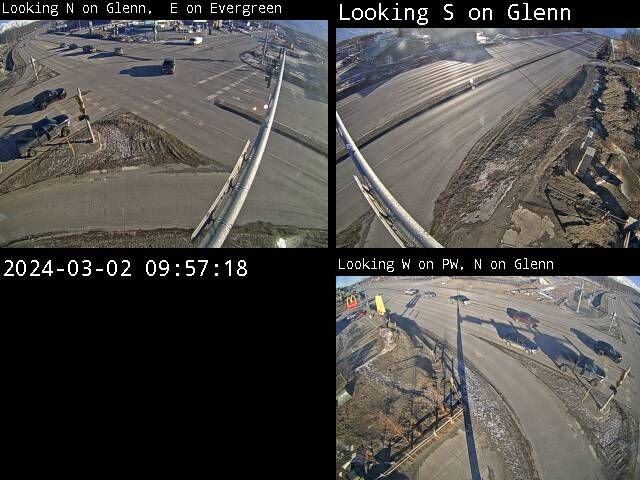 Looking N on Glenn,  E on Evergreen
Looking S on Glenn
2024-03-02 09:57:18
Looking W on PW, N on Glenn